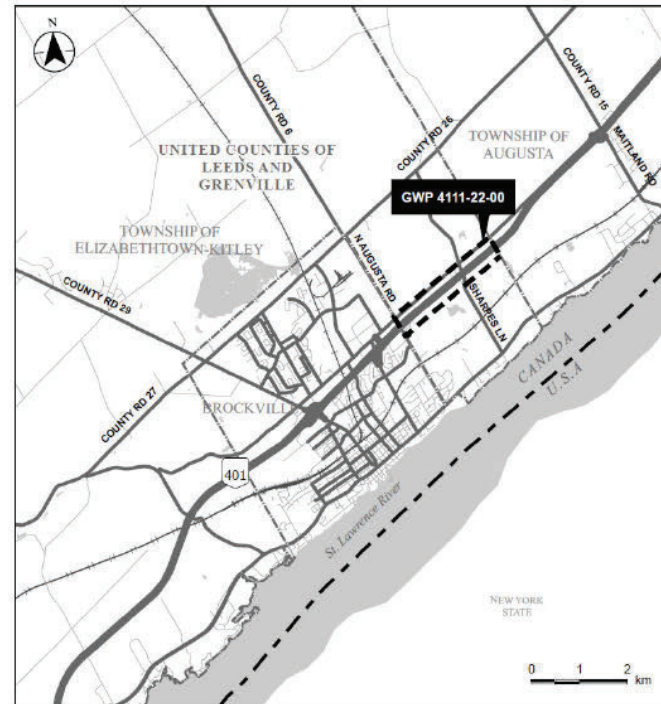 N
COUNTY RD 6
COUNTY RD 15
MAITLAND RD
COUNTY RD 26
TOWNSHIP OF
AUGUSTA
UNITED COUNTIES OF
LEEDS AND
GRENVILLE
GWP 4111-22-00
TOWNSHIP OF
ELIZABETHTOWN-KITLEY
N AUGUSTA RD
SHARPES LN
COUNTY RD 29
CANADA
U.S.A
COUNTY RD 27
BROCKVILL
401
St. Lawrence River
NEW YORK
STATE
0 1 2
km